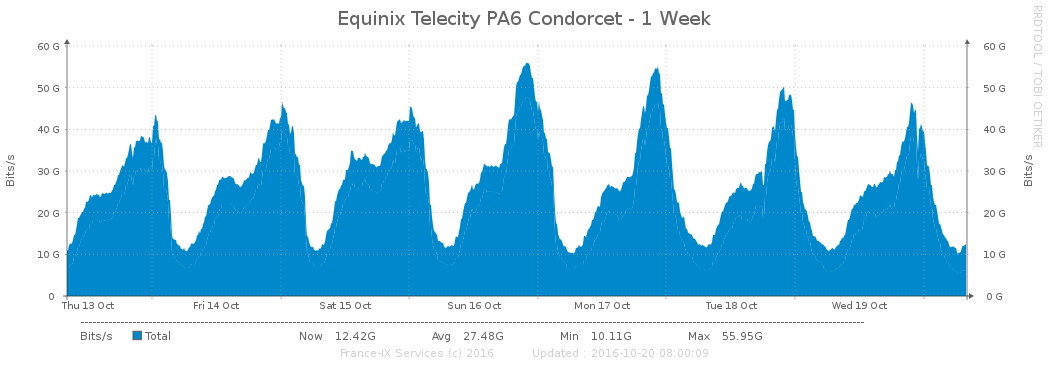 Equinix Telecity PA6 Condorcet - 1 Week
RRDTOOL / TOBI OETIKER
60 G 60 G
50 G 50 G
40 G 40 G
30 G 30 G
20 G 20 G
10 G 10 G
0 0 G
Bits/s
Bits/s
Thu 13 Oct Fri 14 Oct Sat 15 Oct Sun 16 Oct Mon 17 Oct Tue 18 Oct Wed 19 Oct
Bits/s Total Now 12.42G Avg 27.48G Min 10.11G Max 55.95G
France-IX Services (c) 2016 Updated : 2016-10-20 08:00:09